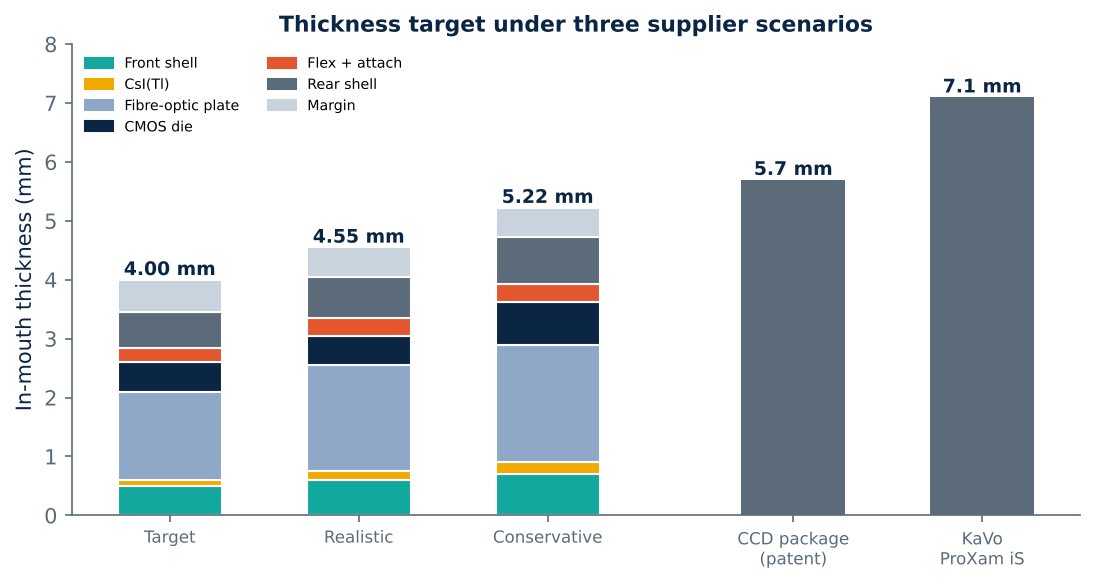 Thickness target under three supplier scenarios
In-mouth thickness (mm)
8
7
6
5
4
3
2
1
0
Front shell
CsI(Tl)
Fibre-optic plate
CMOS die
Flex + attach
Rear shell
Margin
4.00 mm
4.55 mm
5.22 mm
5.7 mm
7.1 mm
Target
Realistic
Conservative
CCD package
(patent)
KaVo
ProXam iS